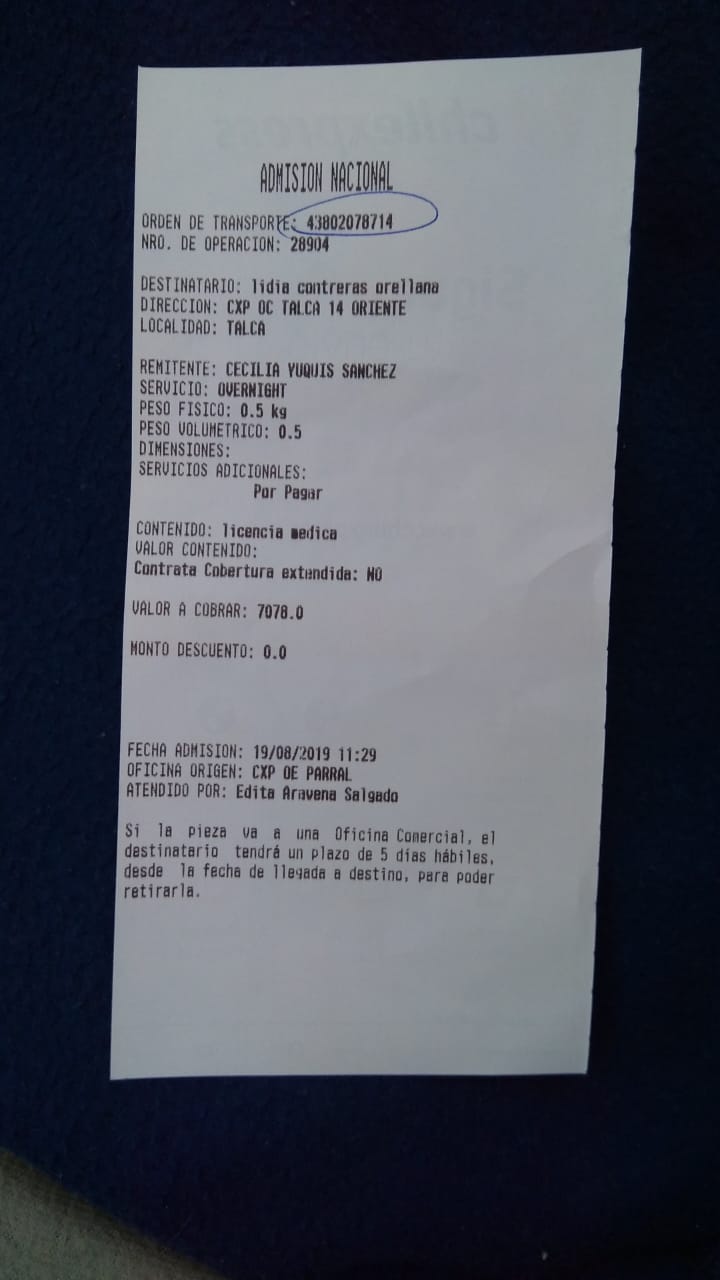 ADMISION NACIONAL
ORDEN DE TRANSPORTE: 43802078714
NRO. DE OPERACION: 28904
DESTINATARIO: lidia contreras orellana
DIRECCION: CXP OC TALCA 14 ORIENTE
LOCALIDAD: TALCA
REMITENTE: CECILIA YUQUIS SANCHEZ
SERVICIO: OVERNIGHT
PESO FISICO: 0.5 kg
PESO VOLUMETRICO: 0.5
DIMENSIONES:
SERVICIOS ADICIONALES:
Por Pagar
CONTENIDO: licencia medica
VALOR CONTENIDO:
Contrata Cobertura extendida: NO
VALOR A COBRAR: 7078.0
MONTO DESCUENTO: 0.0
FECHA ADMISION: 19/08/2019 11:29
OFICINA ORIGEN: CXP OE PARRAL
ATENDIDO POR: Edita Aravena Salgado
Si la pieza va a una Oficina Comercial, el
destinatario tendrá un plazo de 5 días hábiles,
desde la fecha de llegada a destino, para poder
retirarla.